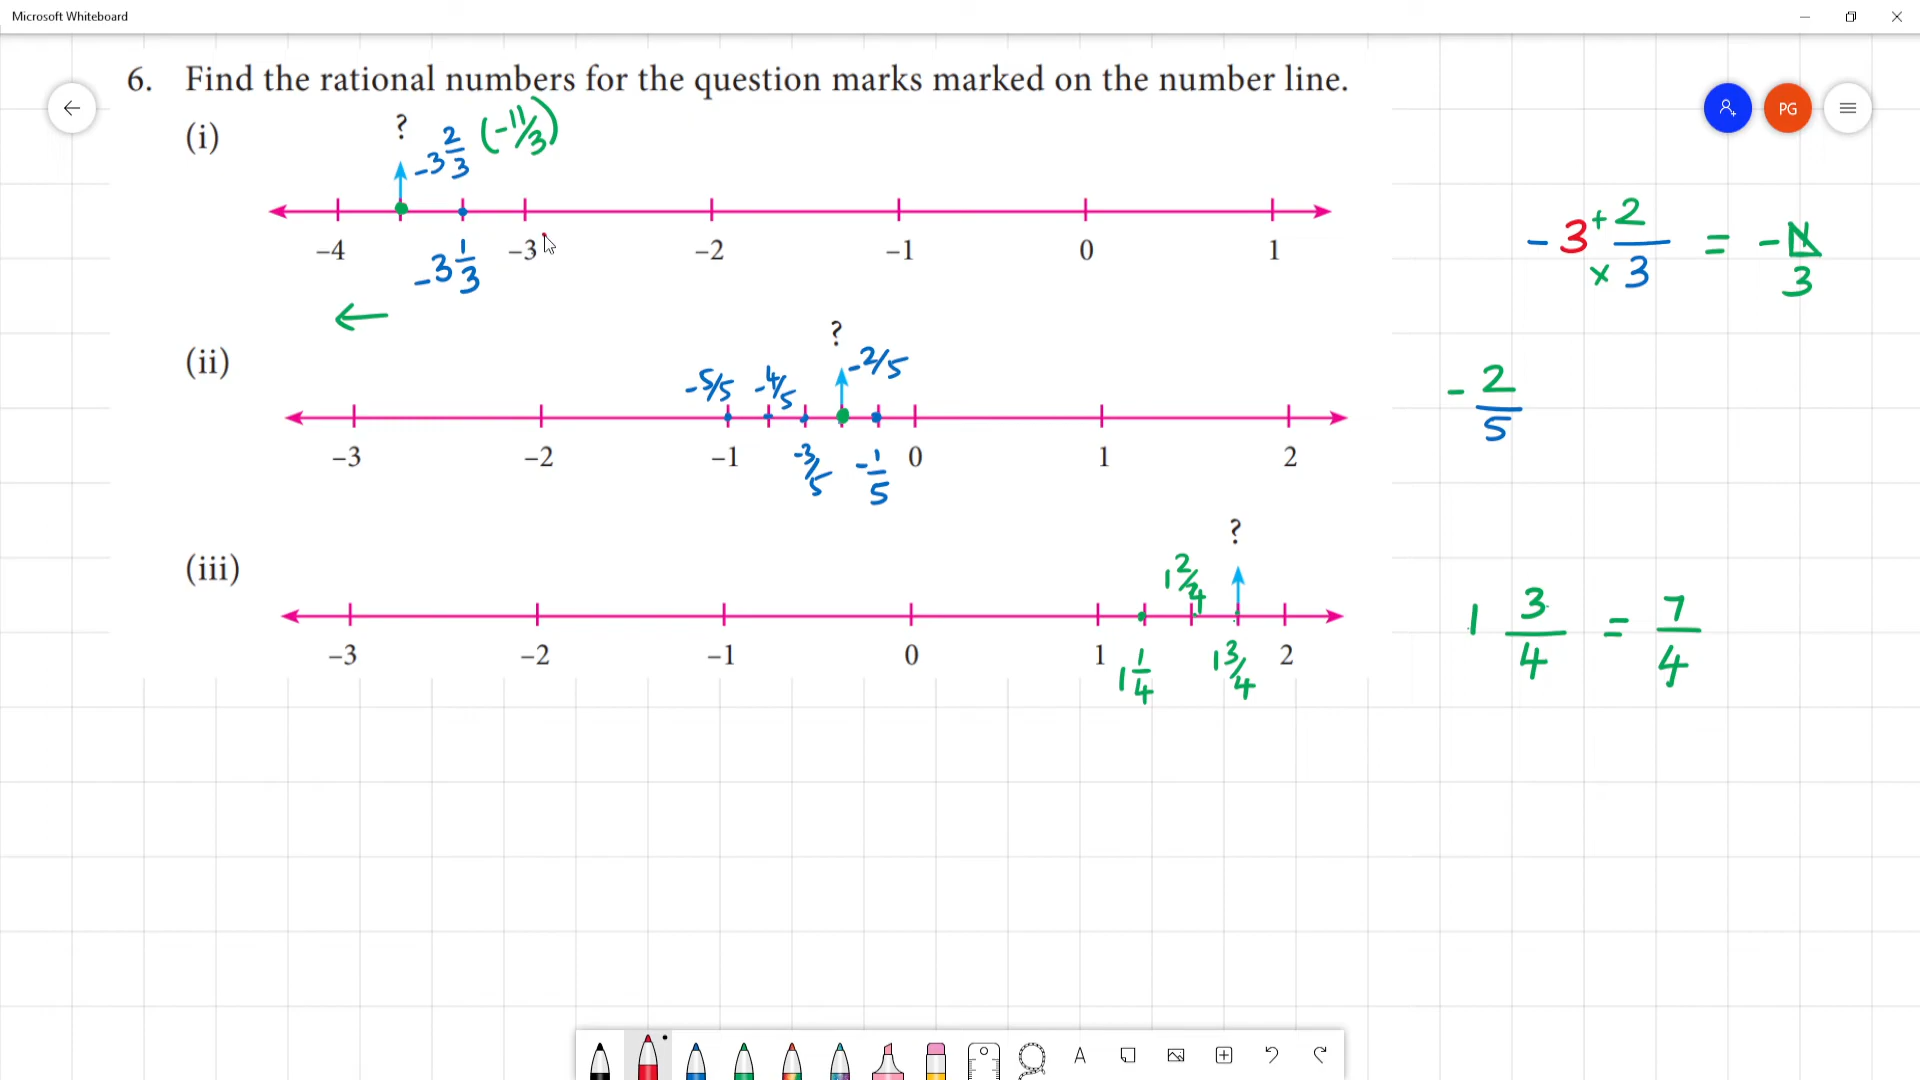 Microsoft Whiteboard
6. Find the rational numbers for the question marks marked on the number line.
PG
(i)
? -3 2/3 (-11/3)
-4 -3 -2 -1 0 1
-3 1/3
-3 + 2 / × 3 = - 11/3
(ii)
?
-5/5 -4/5 -2/5
-3 -2 -1 0 1 2
-3/5 -1/5
- 2/5
(iii)
?
1 2/4
-3 -2 -1 0 1 2
1 1/4 1 3/4
1 3/4 = 7/4
A